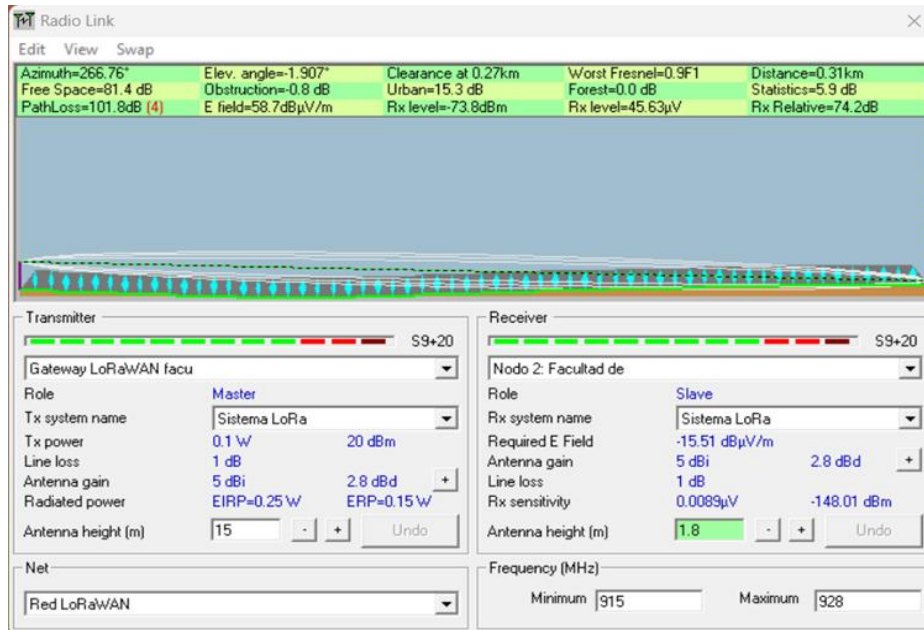 Radio Link
Edit View Swap
Azimuth=266.76° Elev. angle=-1.907° Clearance at 0.27km Worst Fresnel=0.9F1 Distance=0.31km
Free Space=81.4 dB Obstruction=-0.8 dB Urban=15.3 dB Forest=0.0 dB Statistics=5.9 dB
PathLoss=101.8dB (4) E field=58.7dBµV/m Rx level=-73.8dBm Rx level=45.63µV Rx Relative=74.2dB
Transmitter
S9+20
Gateway LoRaWAN facu
Role Master
Tx system name Sistema LoRa
Tx power 0.1 W 20 dBm
Line loss 1 dB
Antenna gain 5 dBi 2.8 dBd +
Radiated power EIRP=0.25 W ERP=0.15 W
Antenna height (m) 15 - + Undo
Net
Red LoRaWAN
Receiver
S9+20
Nodo 2: Facultad de
Role Slave
Rx system name Sistema LoRa
Required E Field -15.51 dBµV/m
Antenna gain 5 dBi 2.8 dBd +
Line loss 1 dB
Rx sensitivity 0.0089µV -148.01 dBm
Antenna height (m) 1.8 - + Undo
Frequency (MHz)
Minimum 915 Maximum 928